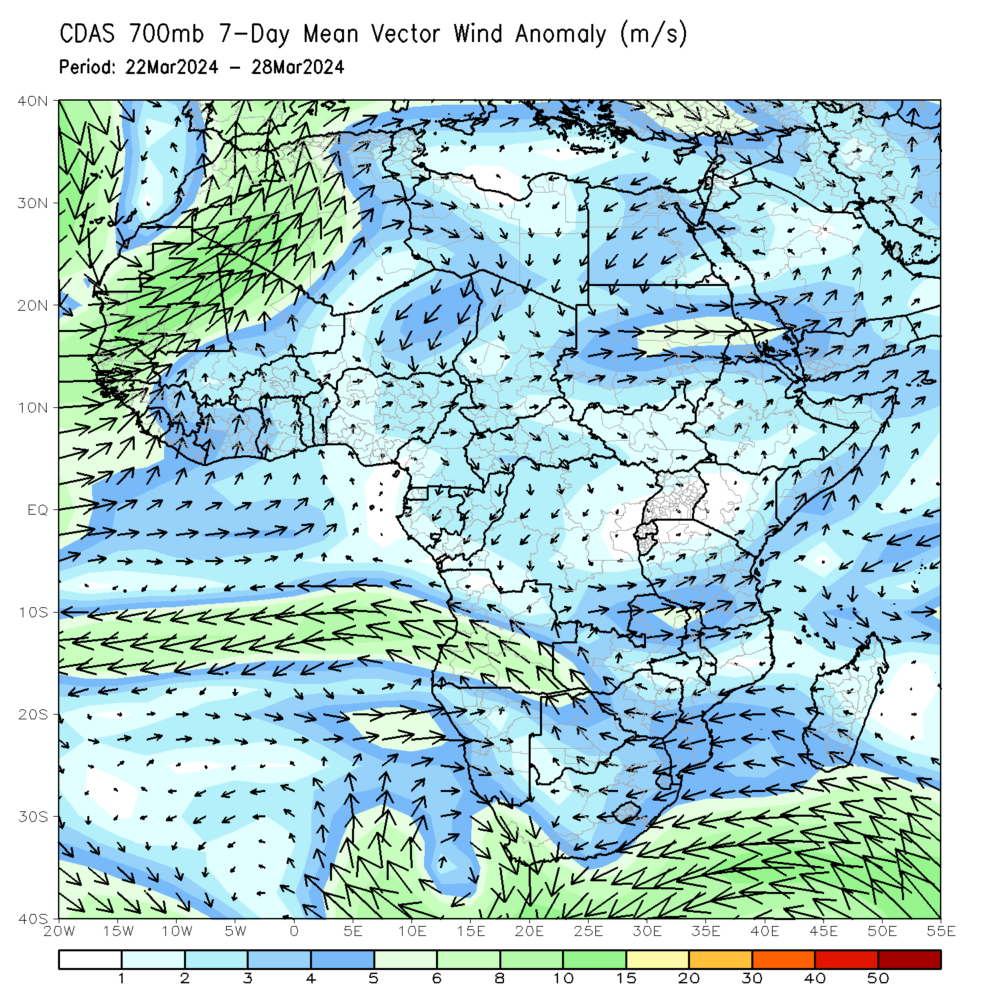 CDAS 700mb 7-Day Mean Vector Wind Anomaly (m/s)
Period: 22Mar2024 - 28Mar2024
40N
30N
20N
10N
EQ
10S
20S
30S
40S
20W 15W 10W 5W 0 5E 10E 15E 20E 25E 30E 35E 40E 45E 50E 55E
1 2 3 4 5 6 8 10 15 20 30 40 50